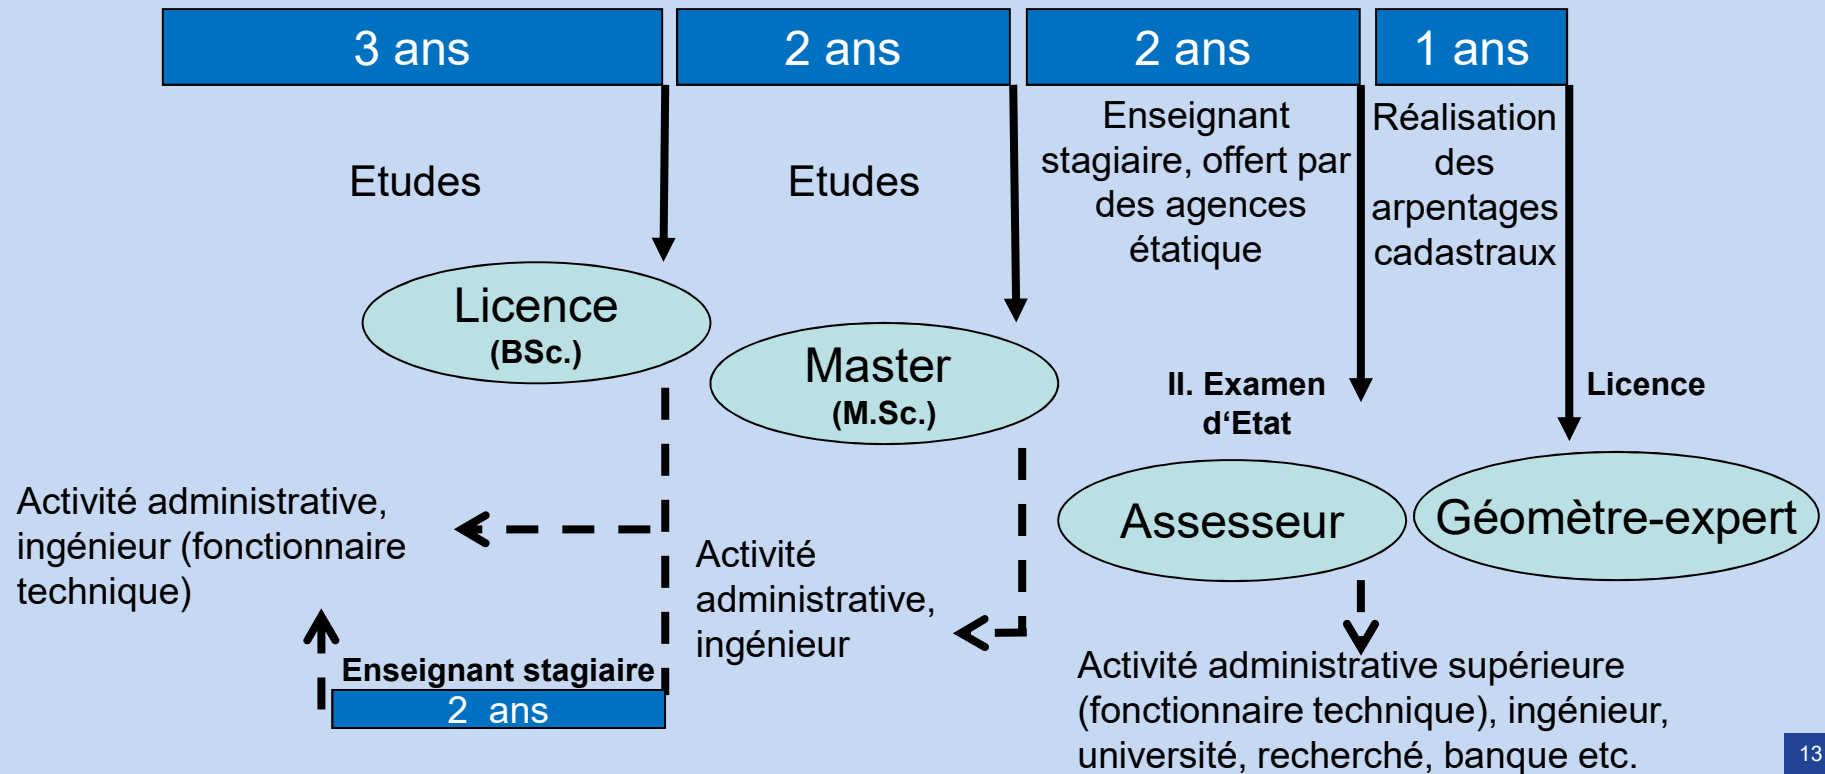 3 ans
2 ans
2 ans
1 ans
Etudes
Etudes
Enseignant
stagiaire, offert par
des agences
étatique
Réalisation
des
arpentages
cadastraux
Licence
(BSc.)
Master
(M.Sc.)
II. Examen
d‘Etat
Licence
Assesseur
Géomètre-expert
Activité administrative,
ingénieur (fonctionnaire
technique)
Activité
administrative,
ingénieur
Enseignant stagiaire
2 ans
Activité administrative supérieure
(fonctionnaire technique), ingénieur,
université, recherché, banque etc.
13